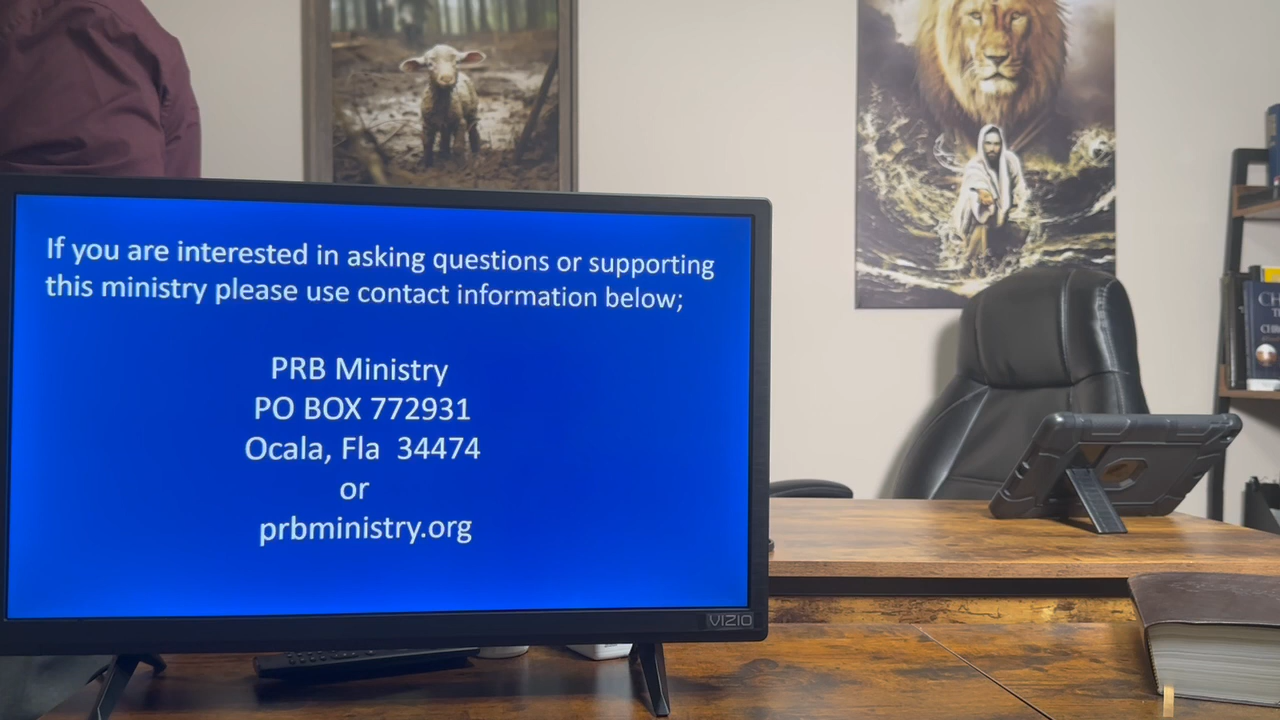 If you are interested in asking questions or supporting
this ministry please use contact information below;
PRB Ministry
PO BOX 772931
Ocala, Fla  34474
or
prbministry.org
VIZIO